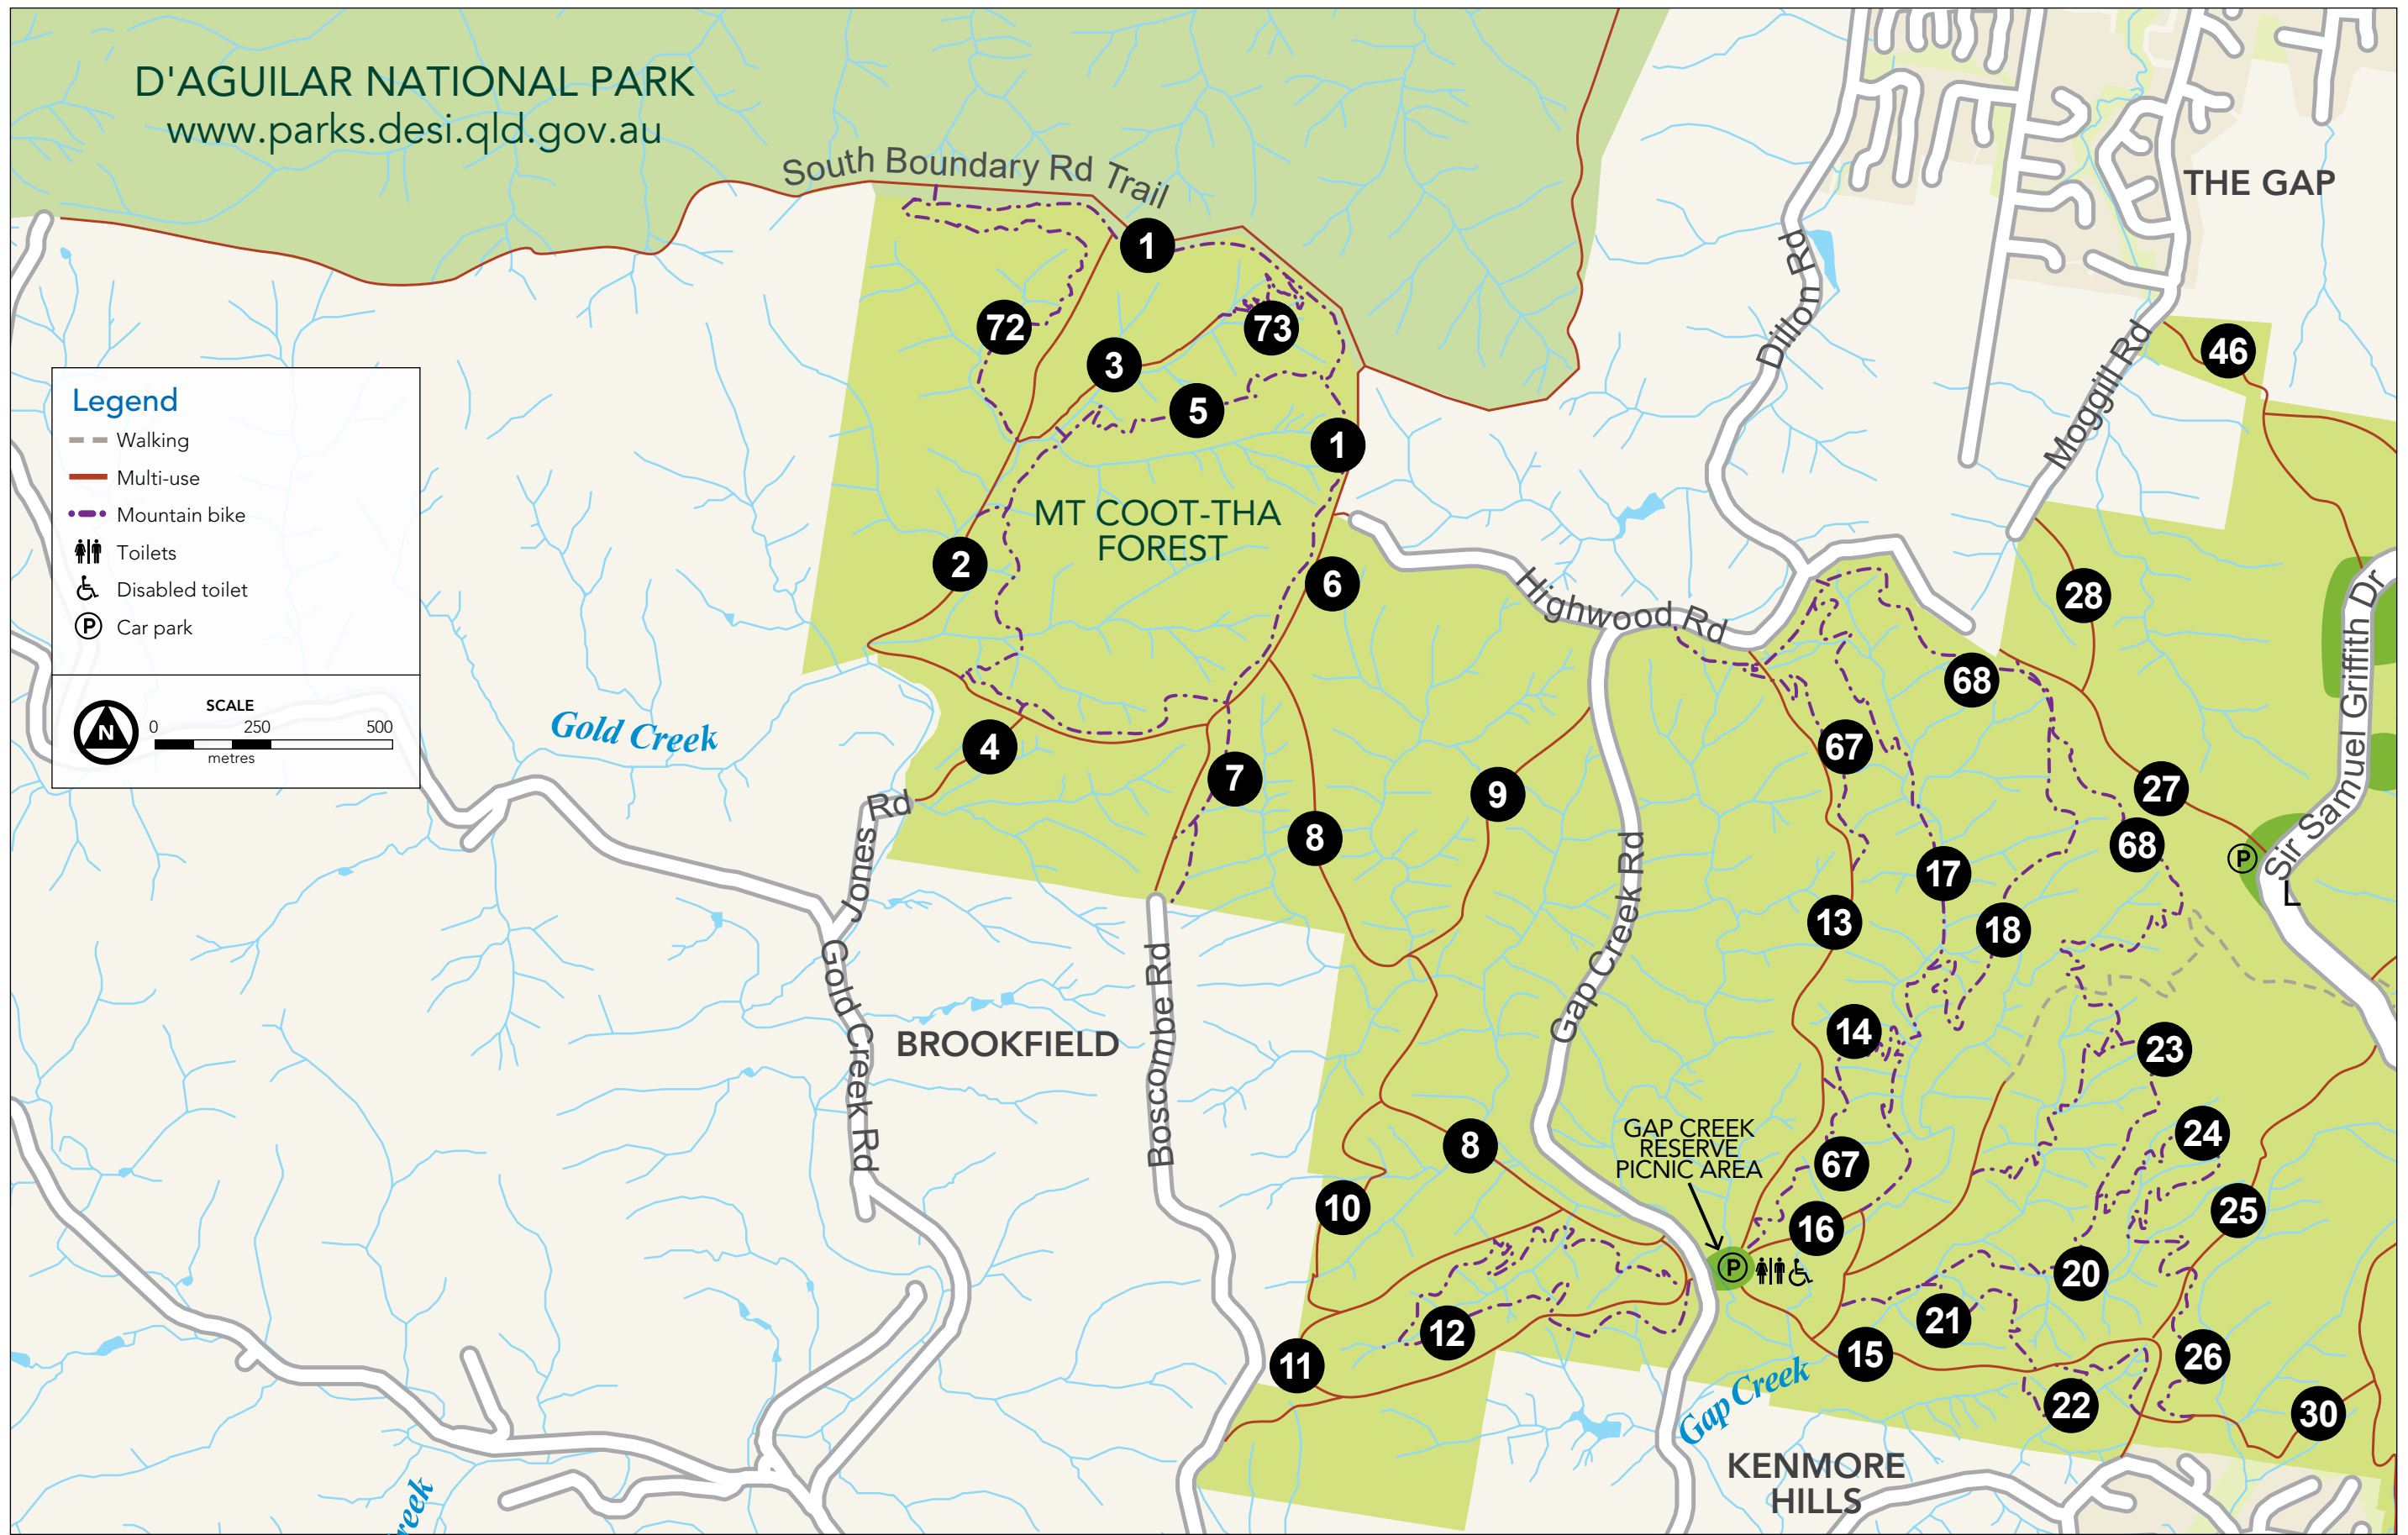 D'AGUILAR NATIONAL PARK
www.parks.desi.qld.gov.au
South Boundary Rd Trail
THE GAP
1
72
73
3
5
1
46
Dillon Rd
Moggill Rd
Legend
Walking
Multi-use
Mountain bike
Toilets
Disabled toilet
P
Car park
N
SCALE
0 250 500
metres
MT COOT-THA
FOREST
2
6
28
Highwood Rd
Sir Samuel Griffith Dr
68
Gold Creek
4
7
67
9
27
8
68
P
L
Jones Rd
17
13
18
Gap Creek Rd
Gold Creek Rd
BROOKFIELD
Boscombe Rd
14
23
GAP CREEK
RESERVE
PICNIC AREA
8
24
67
10
25
16
P
20
21
12
15
26
11
22
30
Gap Creek
KENMORE
HILLS
reek